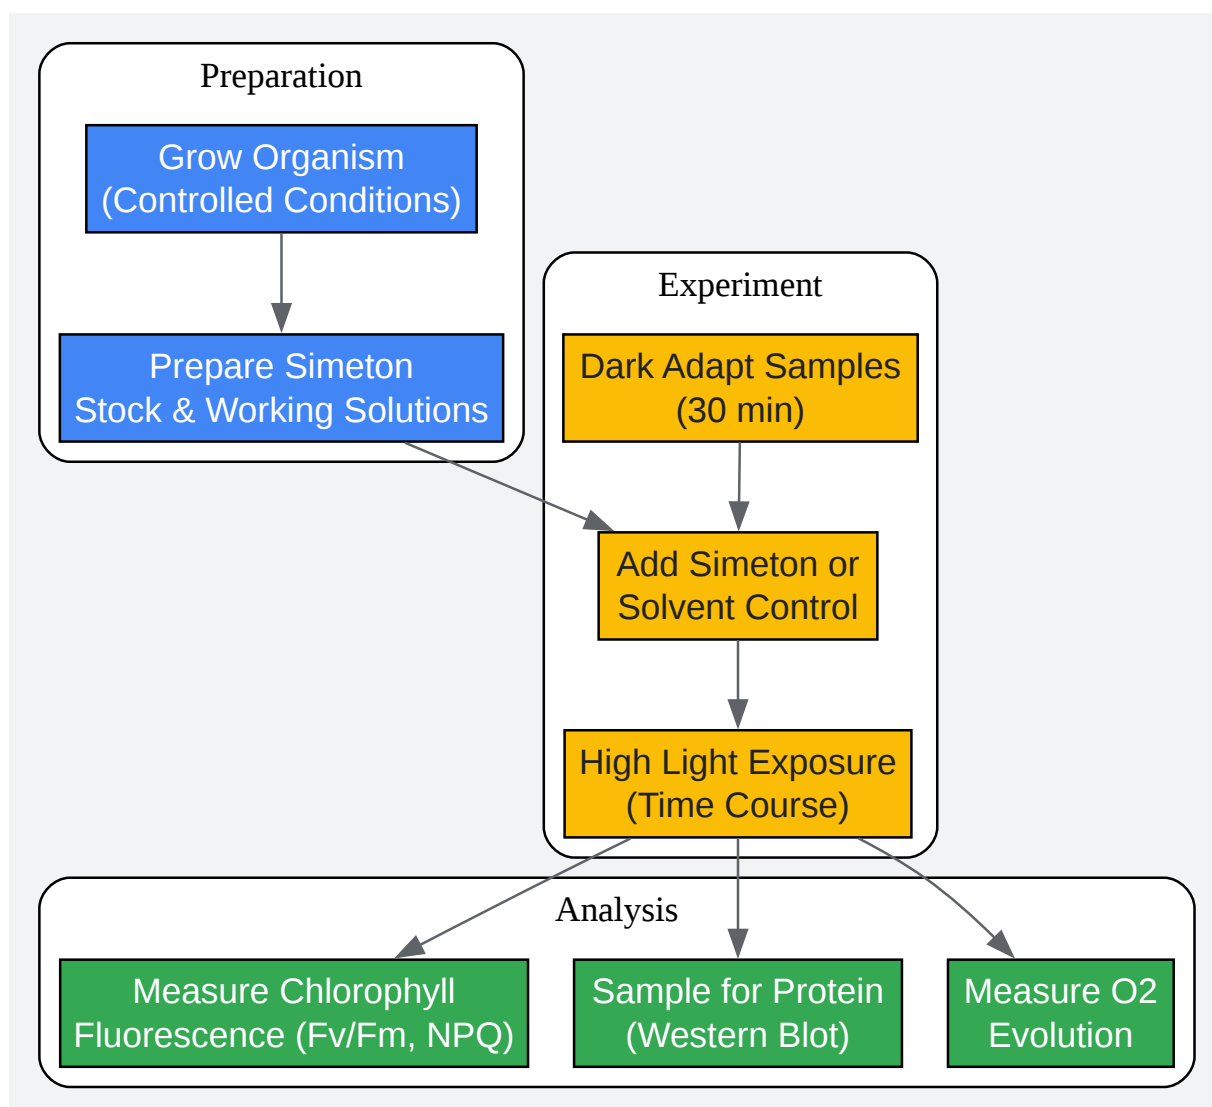 Preparation
Grow Organism
(Controlled Conditions)
Prepare Simeton
Stock & Working Solutions
Experiment
Dark Adapt Samples
(30 min)
Add Simeton or
Solvent Control
High Light Exposure
(Time Course)
Analysis
Measure Chlorophyll
Fluorescence (Fv/Fm, NPQ)
Sample for Protein
(Western Blot)
Measure O2
Evolution